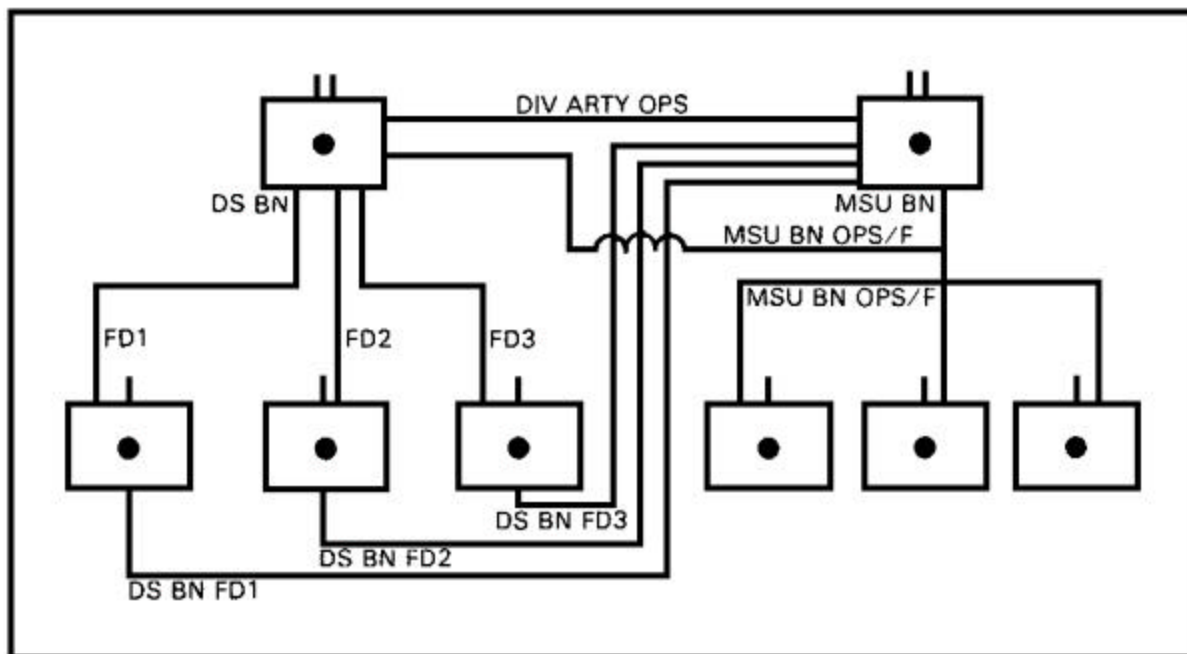 DIV ARTY OPS
DS BN
MSU BN
MSU BN OPS/F
MSU BN OPS/F
FD1
FD2
FD3
DS BN FD3
DS BN FD2
DS BN FD1